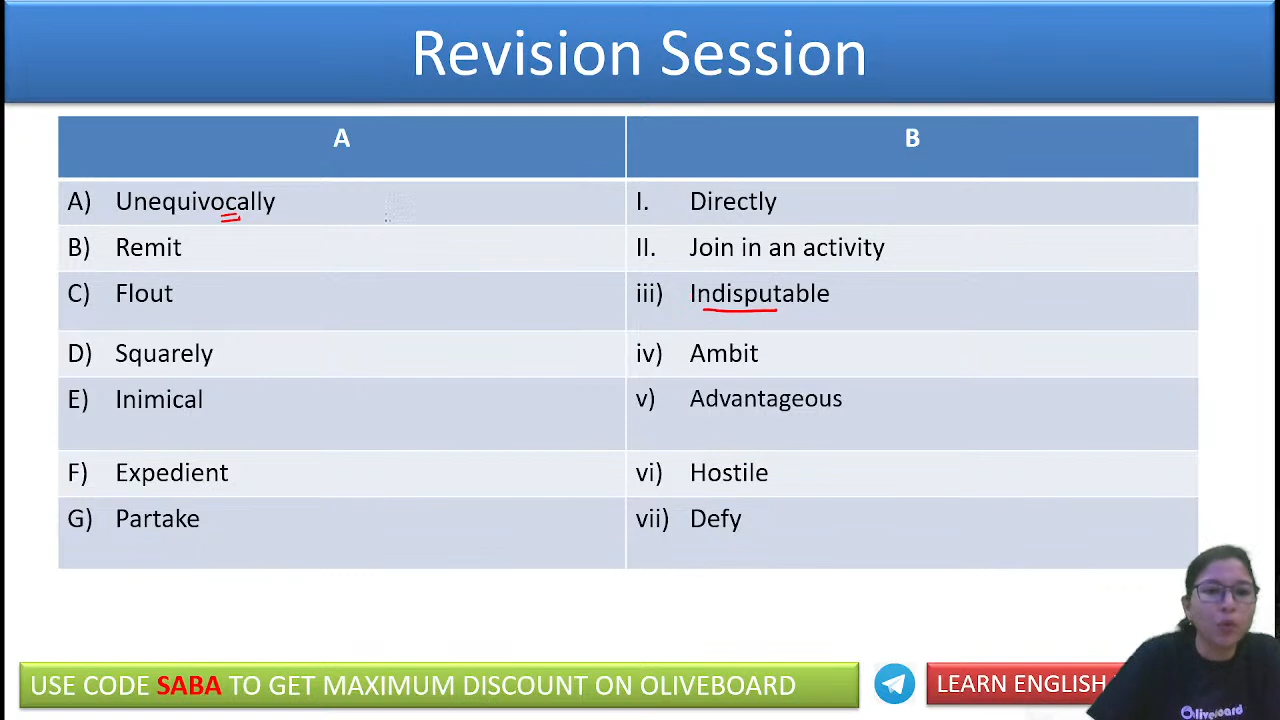 Revision Session
A B
A) Unequivocally I. Directly
B) Remit II. Join in an activity
C) Flout iii) Indisputable
D) Squarely iv) Ambit
E) Inimical v) Advantageous
F) Expedient vi) Hostile
G) Partake vii) Defy
USE CODE SABA TO GET MAXIMUM DISCOUNT ON OLIVEBOARD
LEARN ENGLISH
Oliveboard